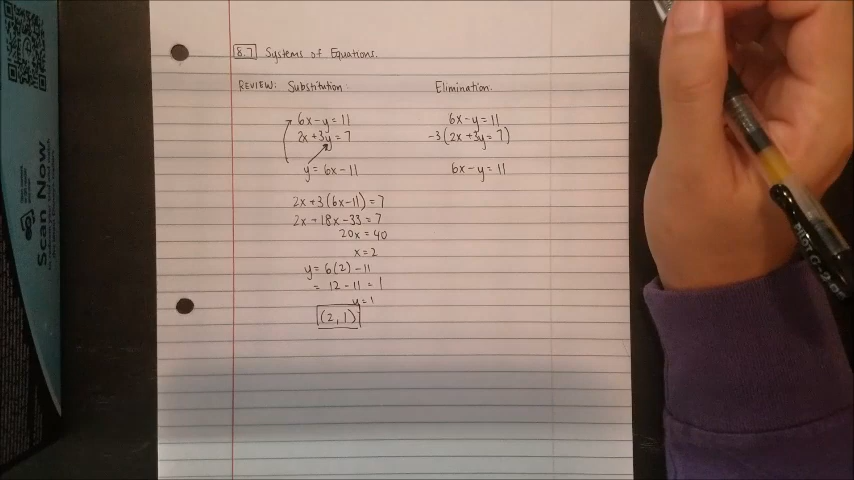 8.7 Systems of Equations.
REVIEW: Substitution:
6x - y = 11
2x + 3y = 7
y = 6x - 11
2x + 3(6x - 11) = 7
2x + 18x - 33 = 7
20x = 40
x = 2
y = 6(2) - 11
= 12 - 11 = 1
y = 1
(2, 1)
Elimination.
6x - y = 11
-3(2x + 3y = 7)
6x - y = 11
Scan Now
PILOT G-2